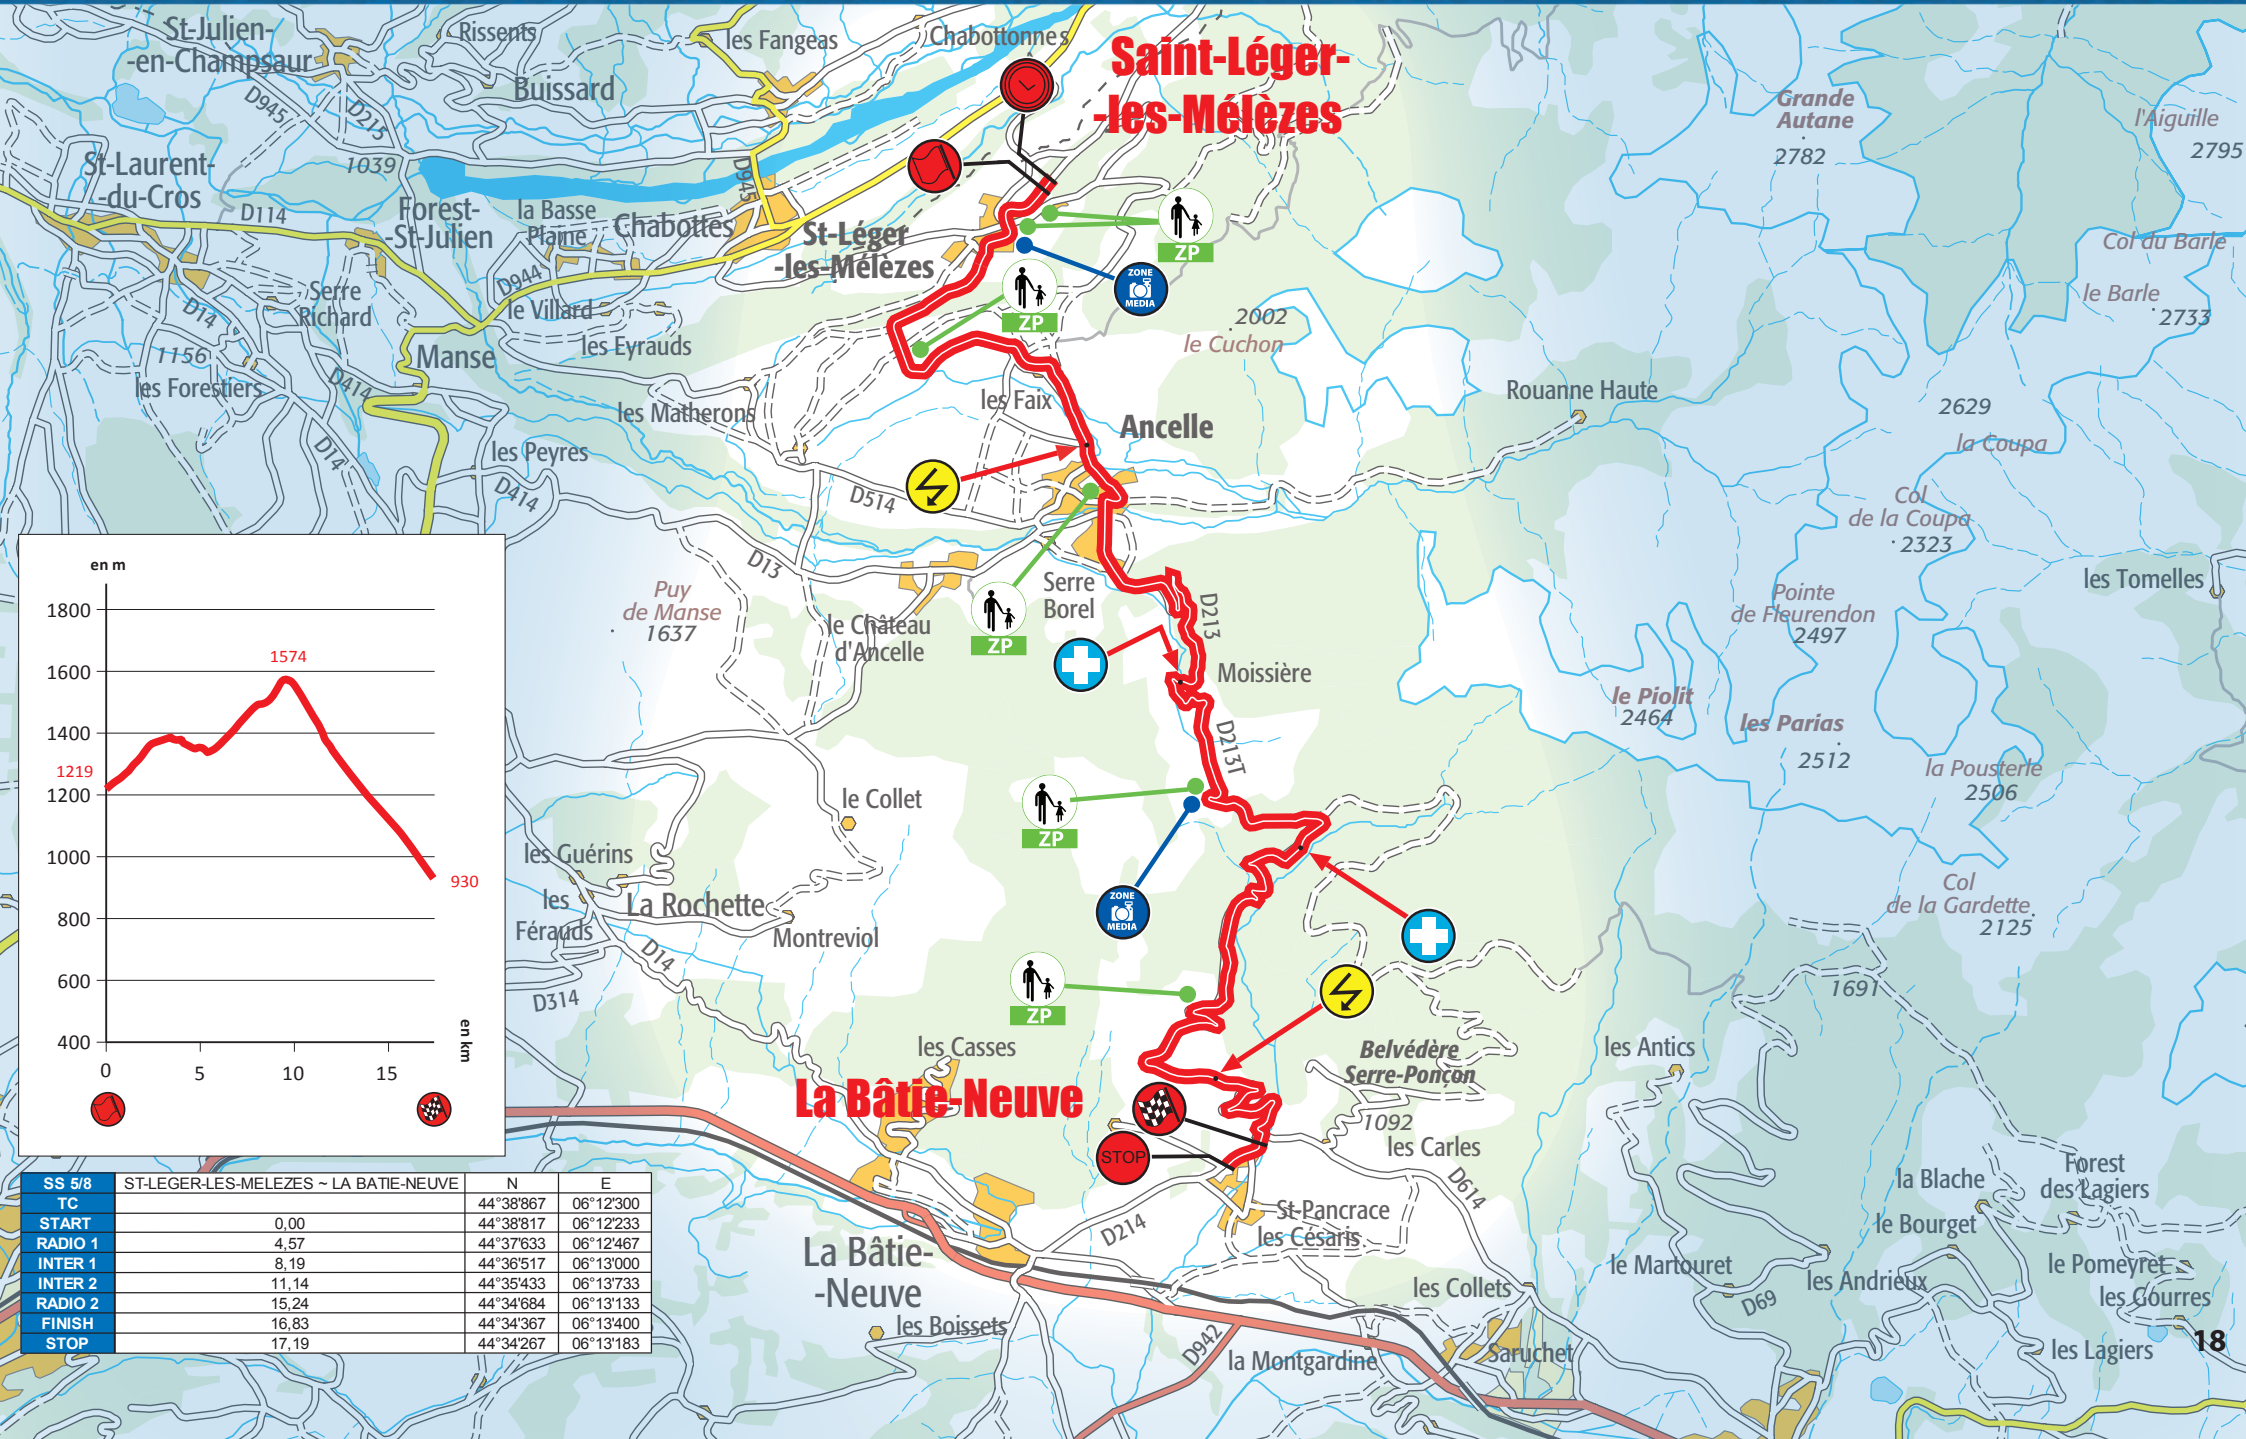 St-Julien-
-en-Champsaur
Rissents
les Fangeas
Chabottonnes
Buissard
D945
D215
1039
Saint-Léger-
-les-Mélèzes
Grande
Autane
2782
l'Aiguille
2795
St-Laurent-
-du-Cros
D114
Forest-
-St-Julien
la Basse
Plaine
Chabottes
D945
St-Léger
-les-Mélèzes
ZP
ZONE
MEDIA
ZP
Col du Barle
le Barle
2733
D944
Serre
Richard
le Villard
D14
1156
les Forestiers
D414
Manse
les Eyrauds
2002
le Cuchon
les Matherons
les Faix
Ancelle
Rouanne Haute
2629
la Coupa
D14
les Peyres
D414
D514
Col
de la Coupa
2323
D13
Puy
de Manse
1637
le Château
d'Ancelle
Serre
Borel
ZP
D213
Moissière
D213T
Pointe
de Fleurendon
2497
les Tomelles
le Piolit
2464
les Parias
2512
la Pousterle
2506
le Collet
ZP
ZONE
MEDIA
les Guérins
les
Férauds
La Rochette
Montreviol
D14
D314
Col
de la Gardette
2125
1691
ZP
les Casses
La Bâtie-Neuve
Belvédère
Serre-Ponçon
1092
les Carles
les Antics
STOP
D614
St-Pancrace
les Césaris
D214
La Bâtie-
-Neuve
les Boissets
D942
la Montgardine
les Collets
Saruchet
la Blache
le Bourget
Forest
des Lagiers
le Martouret
les Andrieux
D69
le Pomeyret
les Gourres
les Lagiers
18
en m
1800
1600
1400
1200
1000
800
600
400
1219
1574
930
0 5 10 15
en km
SS 5/8 ST-LEGER-LES-MELEZES ~ LA BATIE-NEUVE N E
TC 44°38'867 06°12'300
START 0,00 44°38'817 06°12'233
RADIO 1 4,57 44°37'633 06°12'467
INTER 1 8,19 44°36'517 06°13'000
INTER 2 11,14 44°35'433 06°13'733
RADIO 2 15,24 44°34'684 06°13'133
FINISH 16,83 44°34'367 06°13'400
STOP 17,19 44°34'267 06°13'183